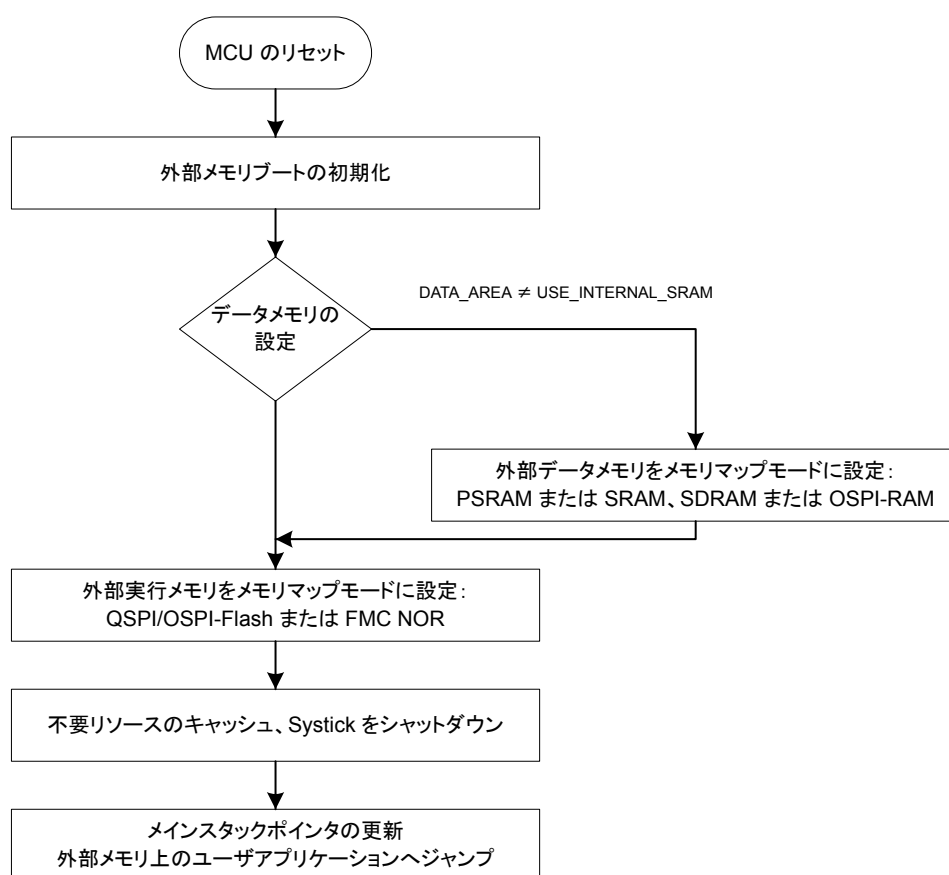 MCU のリセット
外部メモリブートの初期化
データメモリの
設定
DATA_AREA ≠ USE_INTERNAL_SRAM
外部データメモリをメモリマップモードに設定:
PSRAM または SRAM、SDRAM または OSPI-RAM
外部実行メモリをメモリマップモードに設定:
QSPI/OSPI-Flash または FMC NOR
不要リソースのキャッシュ、Systick をシャットダウン
メインスタックポインタの更新
外部メモリ上のユーザアプリケーションへジャンプ